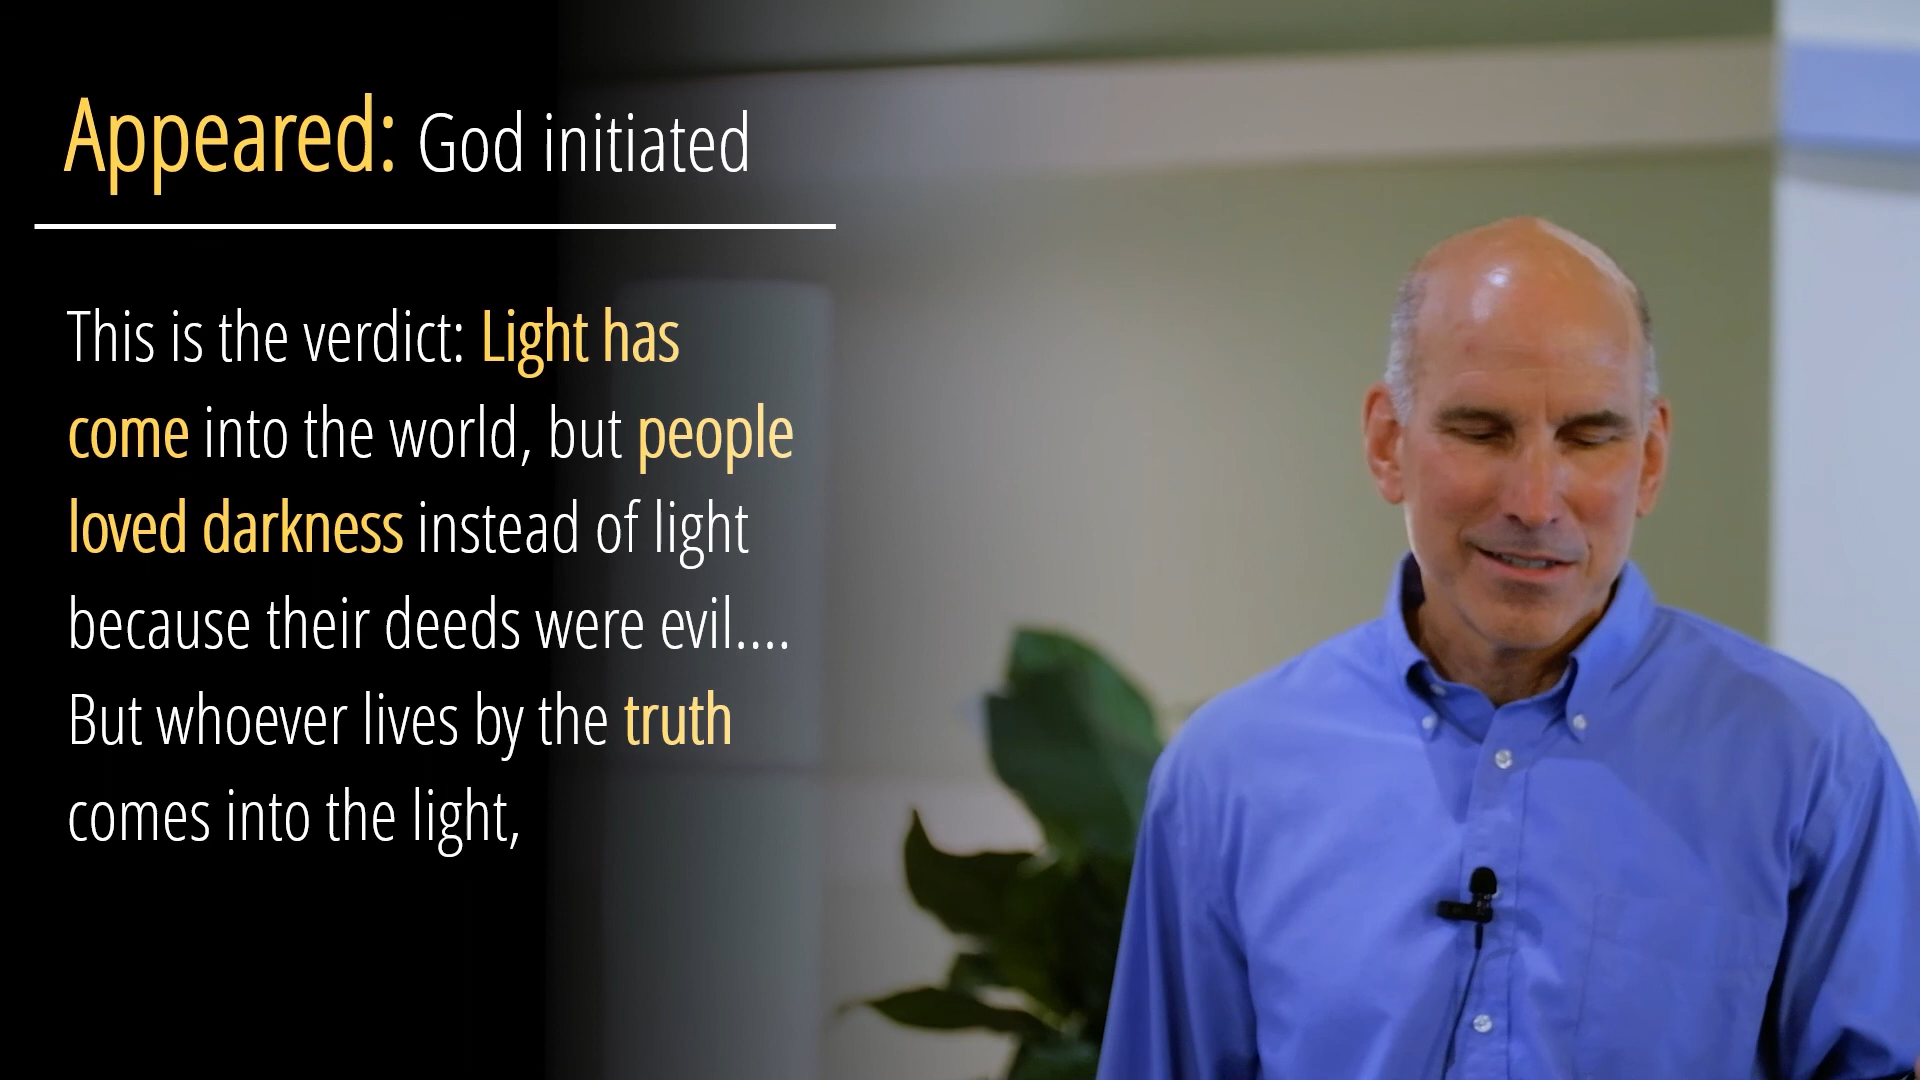 Appeared: God initiated
This is the verdict: Light has
come into the world, but people
loved darkness instead of light
because their deeds were evil....
But whoever lives by the truth
comes into the light,